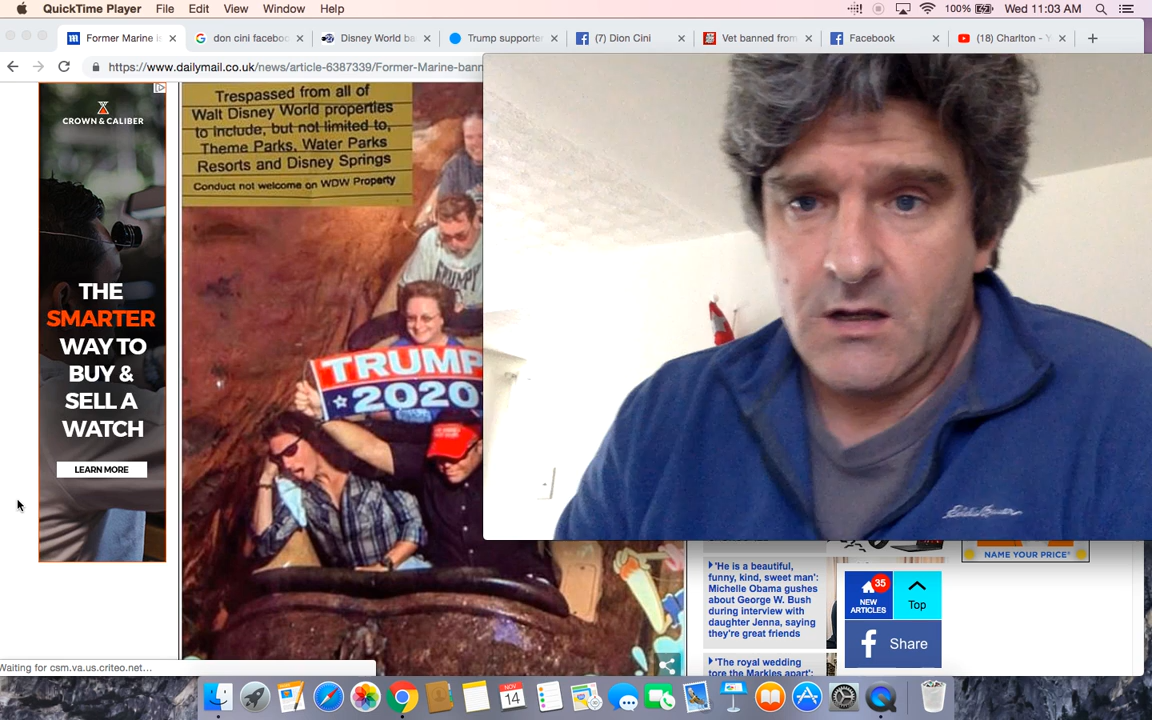 QuickTime Player File Edit View Window Help 100% Wed 11:03 AM
Former Marine is
don cini faceboo
Disney World ba
Trump supporte
(7) Dion Cini
Vet banned from
Facebook
(18) Charlton - Y
https://www.dailymail.co.uk/news/article-6387339/Former-Marine-bann
CROWN & CALIBER
THE
SMARTER
WAY TO
BUY &
SELL A
WATCH
LEARN MORE
Trespassed from all of
Walt Disney World properties
to include, but not limited to,
Theme Parks, Water Parks
Resorts and Disney Springs
Conduct not welcome on WDW Property
TRUMP
2020
Eddie Bauer
NAME YOUR PRICE®
'He is a beautiful,
funny, kind, sweet man':
Michelle Obama gushes
about George W. Bush
during interview with
daughter Jenna, saying
they're great friends
'The royal wedding
tore the Markles apart':
35
NEW
ARTICLES
Top
Share
Waiting for csm.va.us.criteo.net...
NOV
14